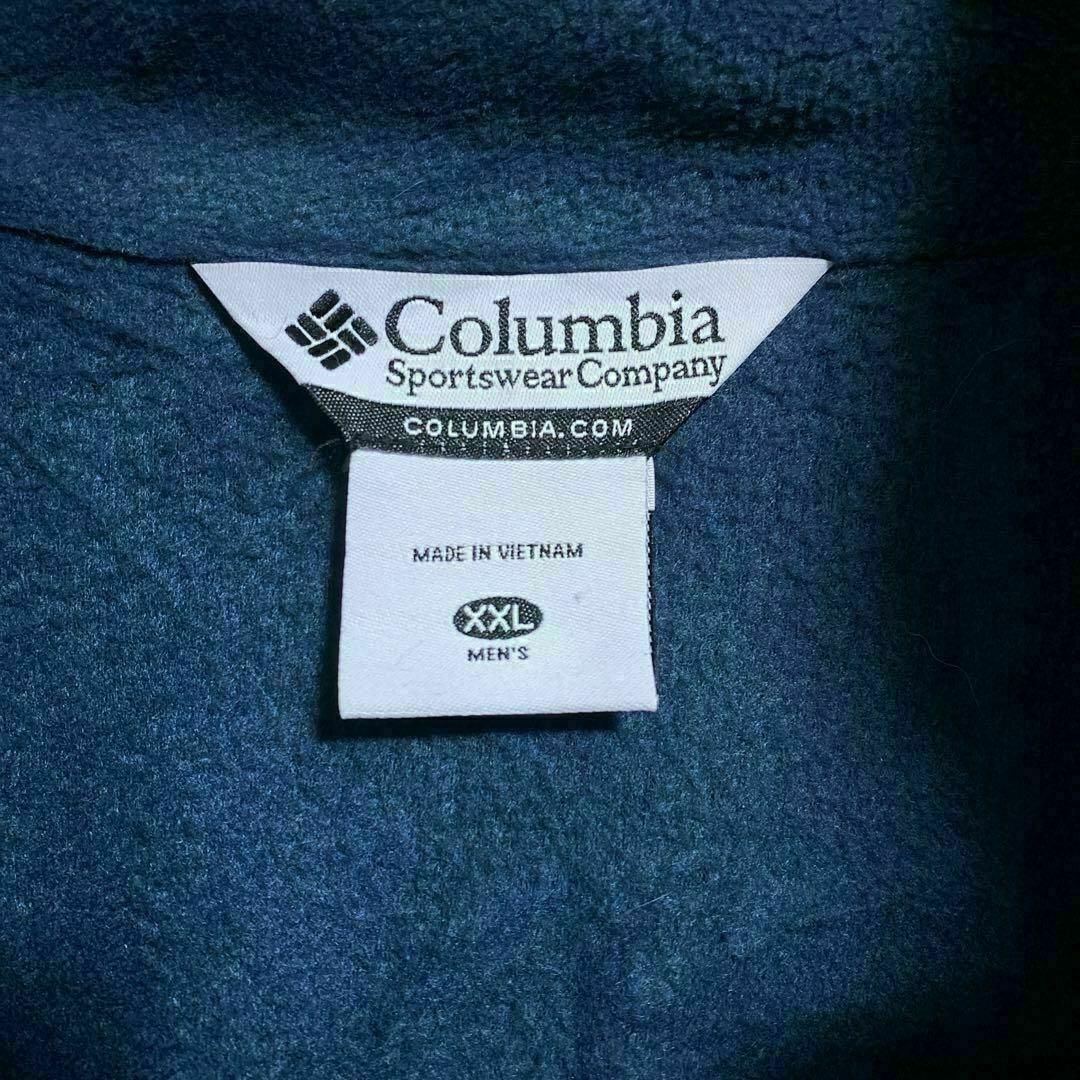 Columbia
Sportswear Company
COLUMBIA.COM
MADE IN VIETNAM
XXL
MEN'S